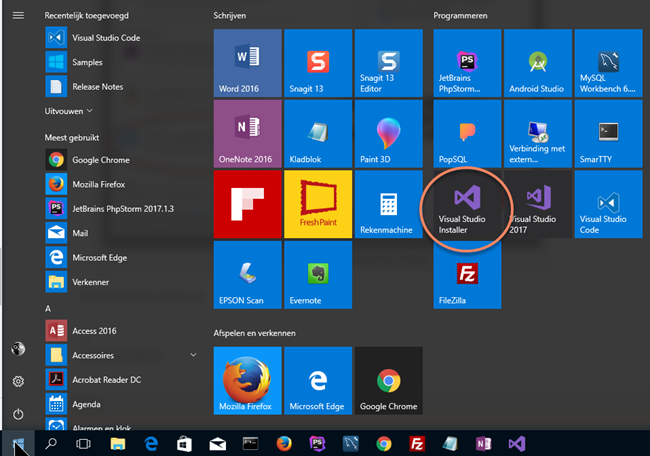 Recentelijk toegevoegd
Visual Studio Code
Samples
Release Notes
Uitvouwen
Meest gebruikt
Google Chrome
Mozilla Firefox
JetBrains PhpStorm 2017.1.3
Mail
Microsoft Edge
Verkenner
A
Access 2016
Accessoires
Acrobat Reader DC
Agenda
Alarmen en klok
Schrijven
Word 2016
Snagit 13
Snagit 13
Editor
OneNote 2016
Kladblok
Paint 3D
Fresh Paint
Rekenmachine
EPSON Scan
Evernote
Afspelen en verkennen
Mozilla Firefox
Microsoft Edge
Google Chrome
Programmeren
JetBrains
PhpStorm...
Android Studio
MySQL
Workbench 6....
PopSQL
Verbinding met
extern...
SmarTTY
Visual Studio
Installer
Visual Studio
2017
Visual Studio
Code
FileZilla